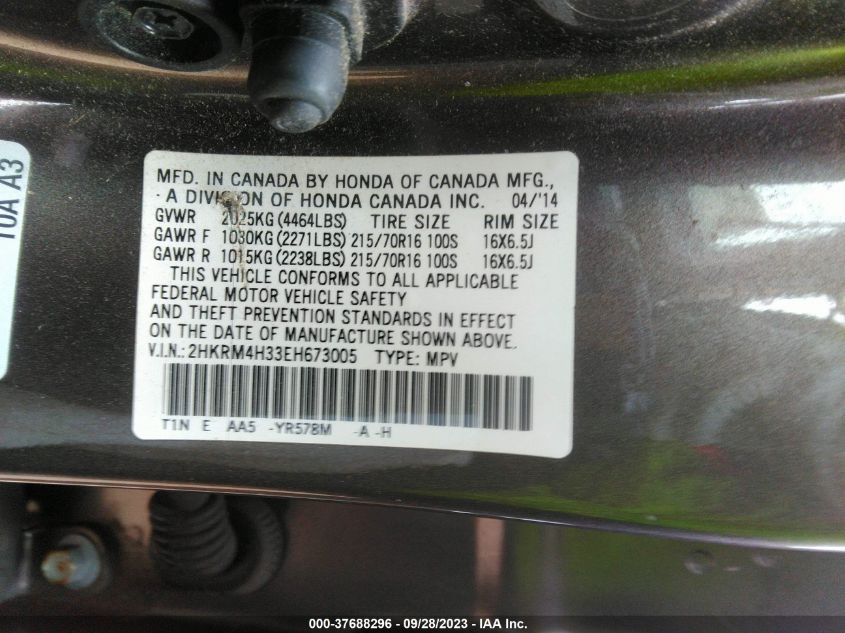 MFD. IN CANADA BY HONDA OF CANADA MFG.,
A DIVISION OF HONDA CANADA INC. 04/'14
GVWR 2025KG (4464LBS) TIRE SIZE RIM SIZE
GAWR F 1030KG (2271LBS) 215/70R16 100S 16X6.5J
GAWR R 1015KG (2238LBS) 215/70R16 100S 16X6.5J
THIS VEHICLE CONFORMS TO ALL APPLICABLE
FEDERAL MOTOR VEHICLE SAFETY
AND THEFT PREVENTION STANDARDS IN EFFECT
ON THE DATE OF MANUFACTURE SHOWN ABOVE.
V.I.N.: 2HKRM4H33EH673005 TYPE: MPV
T1N E AA5 -YR578M -A -H
A3
000-37688296 - 09/28/2023 - IAA Inc.